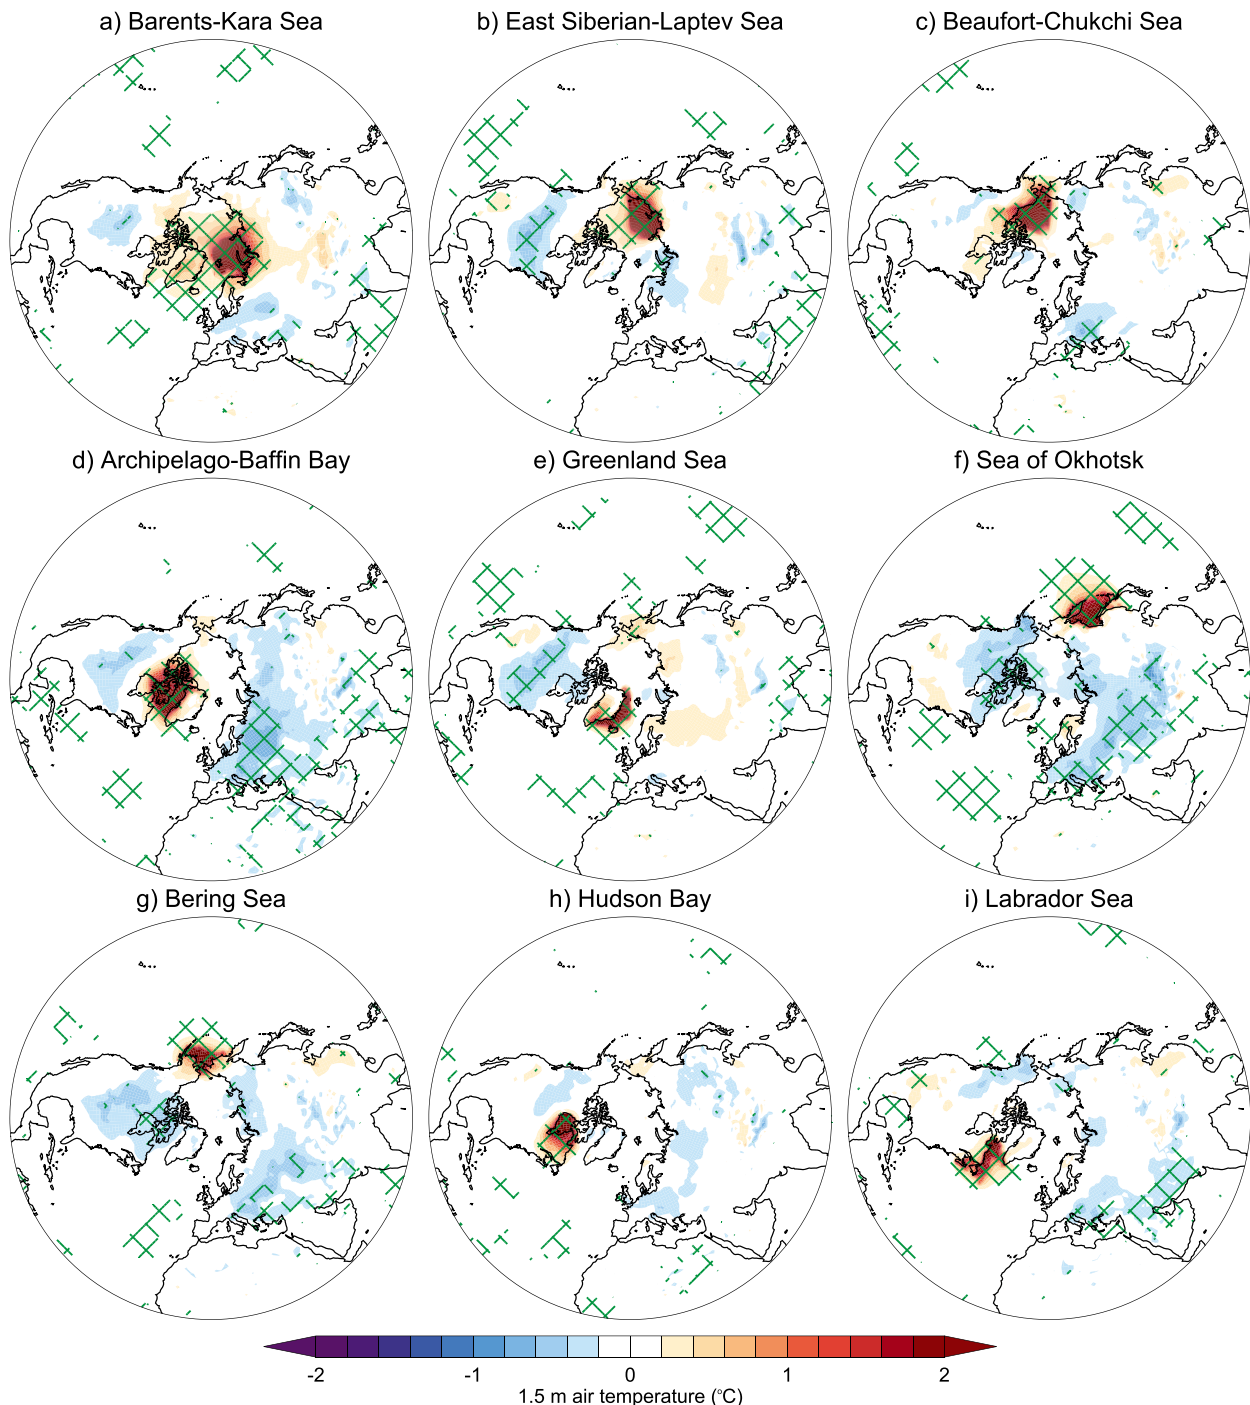 a) Barents-Kara Sea
b) East Siberian-Laptev Sea
c) Beaufort-Chukchi Sea
d) Archipelago-Baffin Bay
e) Greenland Sea
f) Sea of Okhotsk
g) Bering Sea
h) Hudson Bay
i) Labrador Sea
-2 -1 0 1 2
1.5 m air temperature (°C)